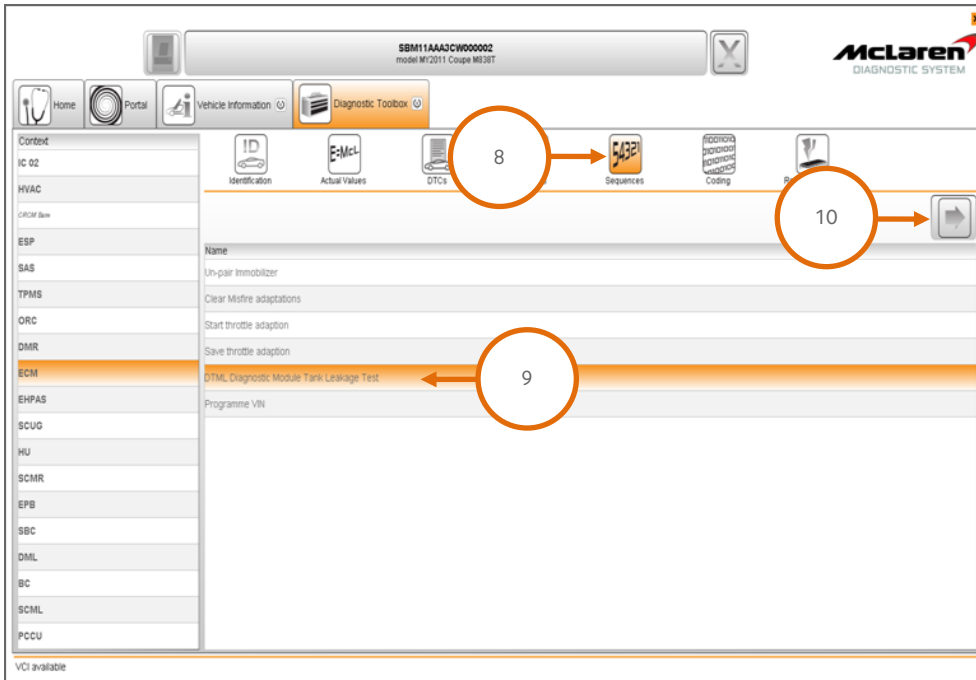 SBM11AAA3CW000002
model MY2011 Coupe M838T
McLaren
DIAGNOSTIC SYSTEM
Home
Portal
Vehicle Information
Diagnostic Toolbox
Context
IC 02
HVAC
ESP
SAS
TPMS
ORC
DMR
ECM
EHPAS
SCUG
HU
SCMR
EPB
SBC
DML
BC
SCML
PCCU
ID
Identification
E=McL
Actual Values
DTCs
8
54321
Sequences
Coding
10
Name
Un-pair Immobilizer
Clear Misfire adaptations
Start throttle adaption
Save throttle adaption
DTML Diagnostic Module Tank Leakage Test
9
Programme VIN
VCI available